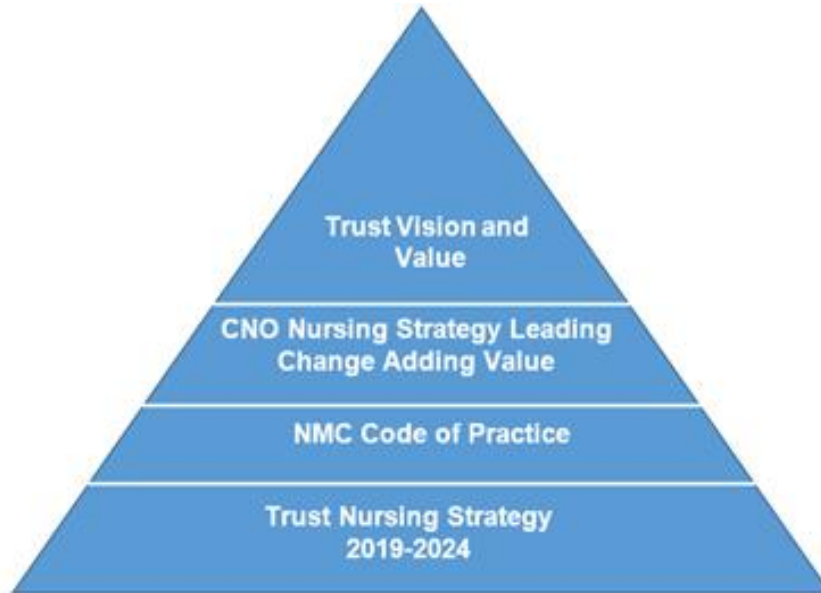 Trust Vision and
Value
CNO Nursing Strategy Leading
Change Adding Value
NMC Code of Practice
Trust Nursing Strategy
2019-2024